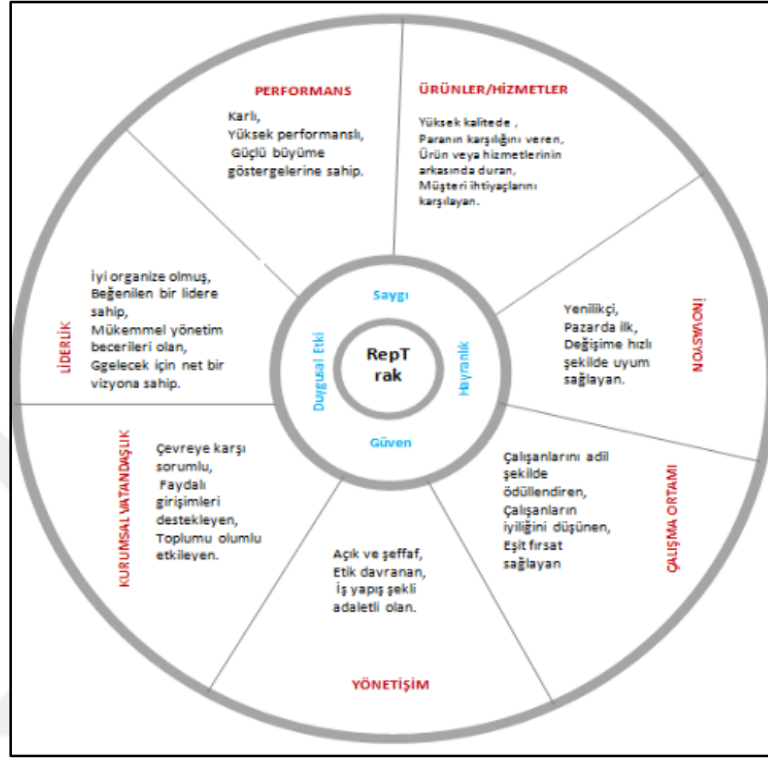 PERFORMANS
Karlı,
Yüksek performanslı,
Güçlü büyüme
göstergelerine sahip.
ÜRÜNLER/HİZMETLER
Yüksek kalitede ,
Paranın karşılığını veren,
Ürün veya hizmetlerinin
arkasında duran,
Müşteri ihtiyaçlarını
karşılayan.
İNOVASYON
Yenilikçi,
Pazarda ilk,
Değişime hızlı
şekilde uyum
sağlayan.
ÇALIŞMA ORTAMI
Çalışanlarını adil
şekilde
ödüllendiren,
Çalışanların
iyiliğini düşünen,
Eşit fırsat
sağlayan
YÖNETİŞİM
Açık ve şeffaf,
Etik davranan,
İş yapış şekli
adaletli olan.
KURUMSAL VATANDAŞLIK
Çevreye karşı
sorumlu,
Faydalı
girişimleri
destekleyen,
Toplumu olumlu
etkileyen.
LİDERLİK
İyi organize olmuş,
Beğenilen bir lidere
sahip,
Mükemmel yönetim
becerileri olan,
Ggelecek için net bir
vizyona sahip.
Saygı
Hayranlık
Güven
Duygusal Etki
RepT
rak